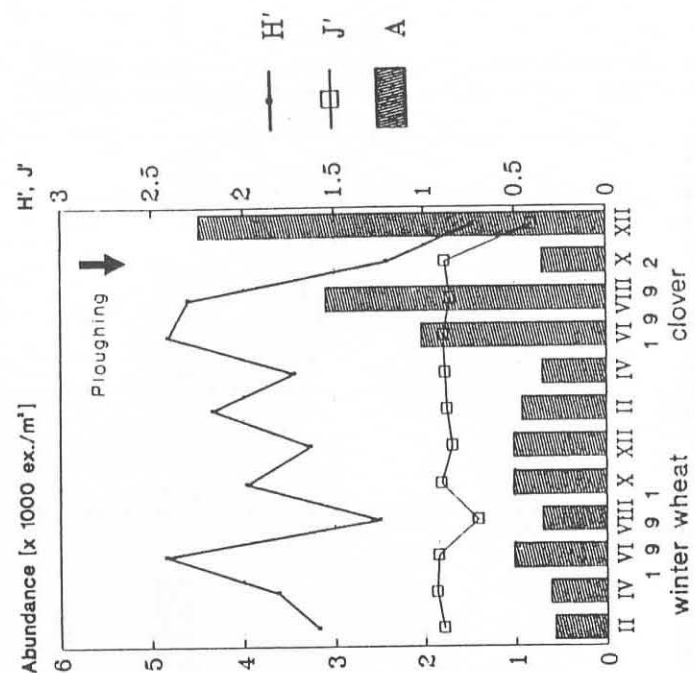 Abundance [x 1000 ex./m²]
H', J'
6
5
4
3
2
1
0
3
2.5
2
1.5
1
0.5
0
Ploughing
II IV VI VIII X XII II IV VI VIII X XII
1 9 9 1
1 9 9 2
winter wheat
clover
H'
J'
A